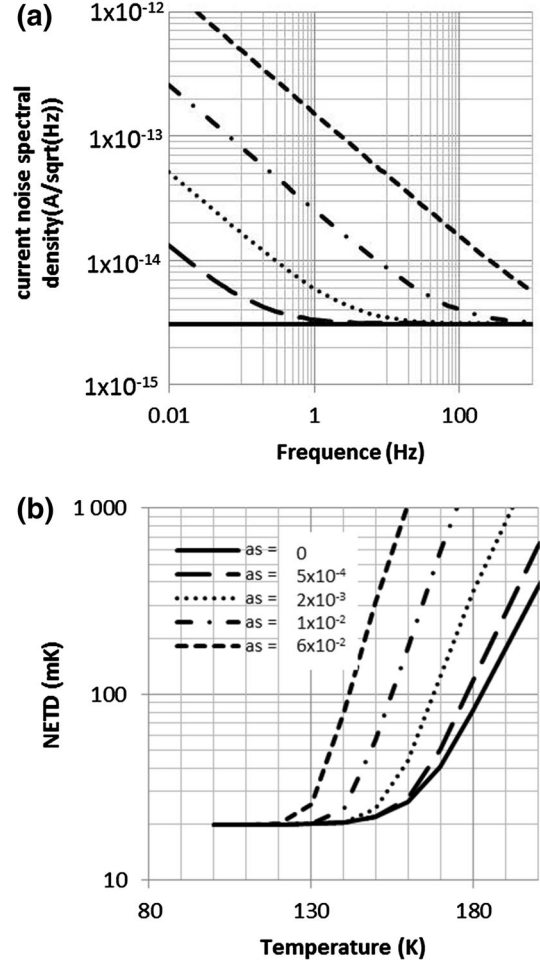 (a)
1x10⁻¹²
1x10⁻¹³
1x10⁻¹⁴
1x10⁻¹⁵
current noise spectral
density(A/sqrt(Hz))
0.01 1 100
Frequence (Hz)
(b)
1 000
100
10
NETD (mK)
as = 0
as = 5x10⁻⁴
as = 2x10⁻³
as = 1x10⁻²
as = 6x10⁻²
80 130 180
Temperature (K)